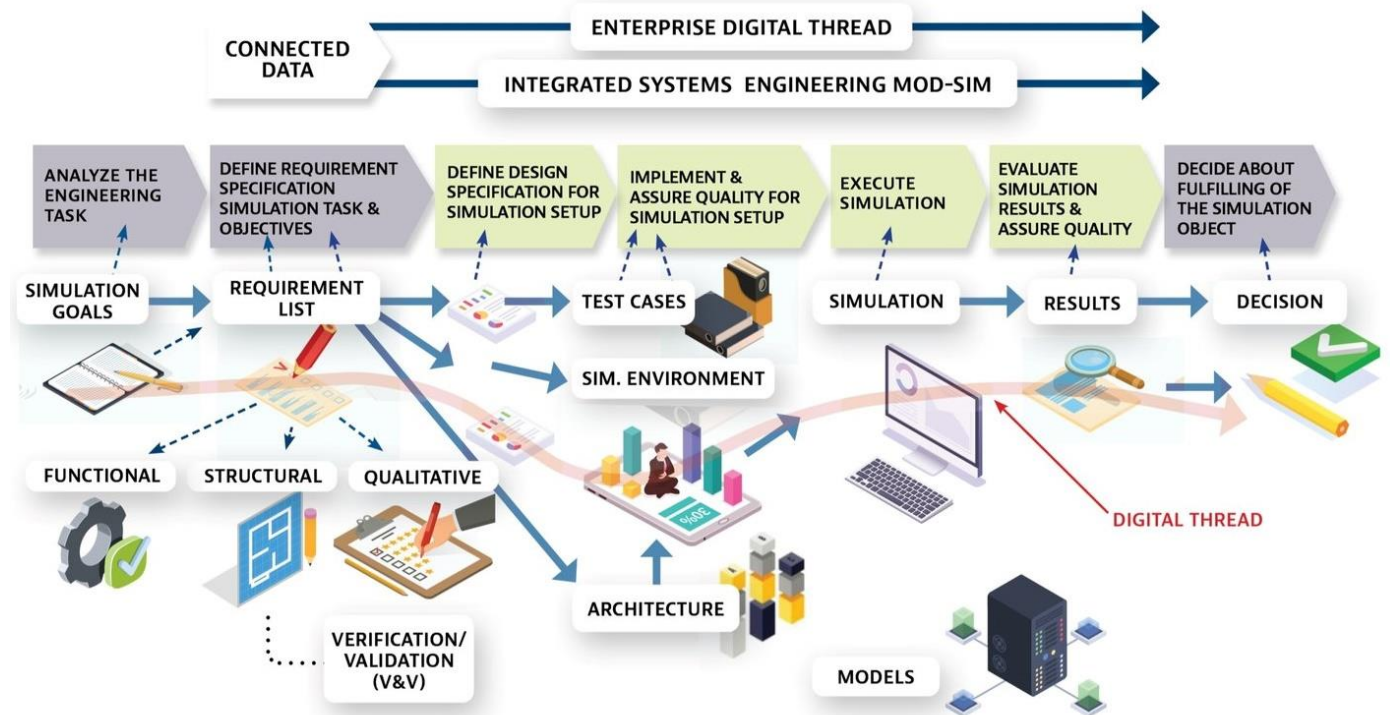 CONNECTED
DATA
ENTERPRISE DIGITAL THREAD
INTEGRATED SYSTEMS ENGINEERING MOD-SIM
ANALYZE THE
ENGINEERING
TASK
DEFINE REQUIREMENT
SPECIFICATION
SIMULATION TASK &
OBJECTIVES
DEFINE DESIGN
SPECIFICATION FOR
SIMULATION SETUP
IMPLEMENT &
ASSURE QUALITY FOR
SIMULATION SETUP
EXECUTE
SIMULATION
EVALUATE
SIMULATION
RESULTS &
ASSURE QUALITY
DECIDE ABOUT
FULFILLING OF
THE SIMULATION
OBJECT
SIMULATION
GOALS
REQUIREMENT
LIST
TEST CASES
SIMULATION
RESULTS
DECISION
SIM. ENVIRONMENT
FUNCTIONAL
STRUCTURAL
QUALITATIVE
30%
DIGITAL THREAD
ARCHITECTURE
VERIFICATION/
VALIDATION
(V&V)
MODELS